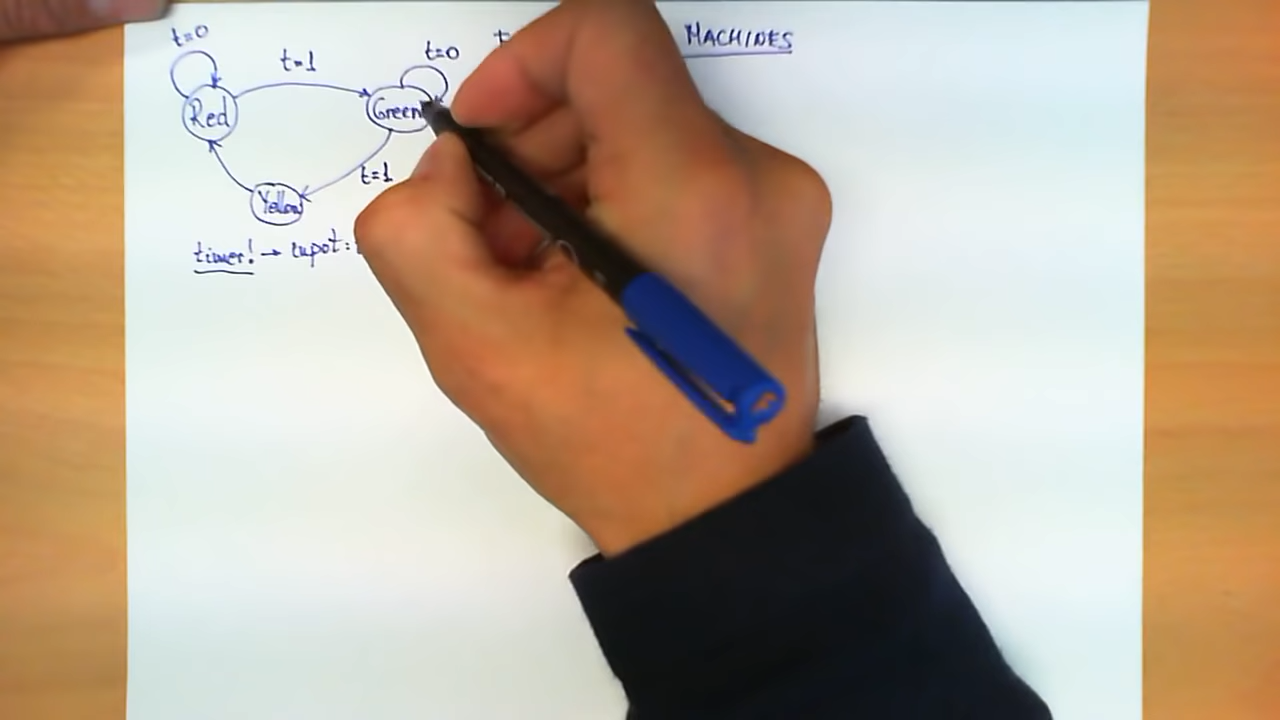 MACHINES
t=0
t=1
t=0
Red
Green
t=1
Yellow
timer! → input: